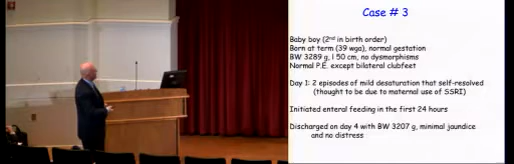 Case # 3
Baby boy (2nd in birth order)
Born at term (39 wga), normal gestation
BW 3289 g, l 50 cm, no dysmorphisms
Normal P.E. except bilateral clubfeet
Day 1: 2 episodes of mild desaturation that self-resolved
(thought to be due to maternal use of SSRI)
Initiated enteral feeding in the first 24 hours
Discharged on day 4 with BW 3207 g, minimal jaundice
and no distress